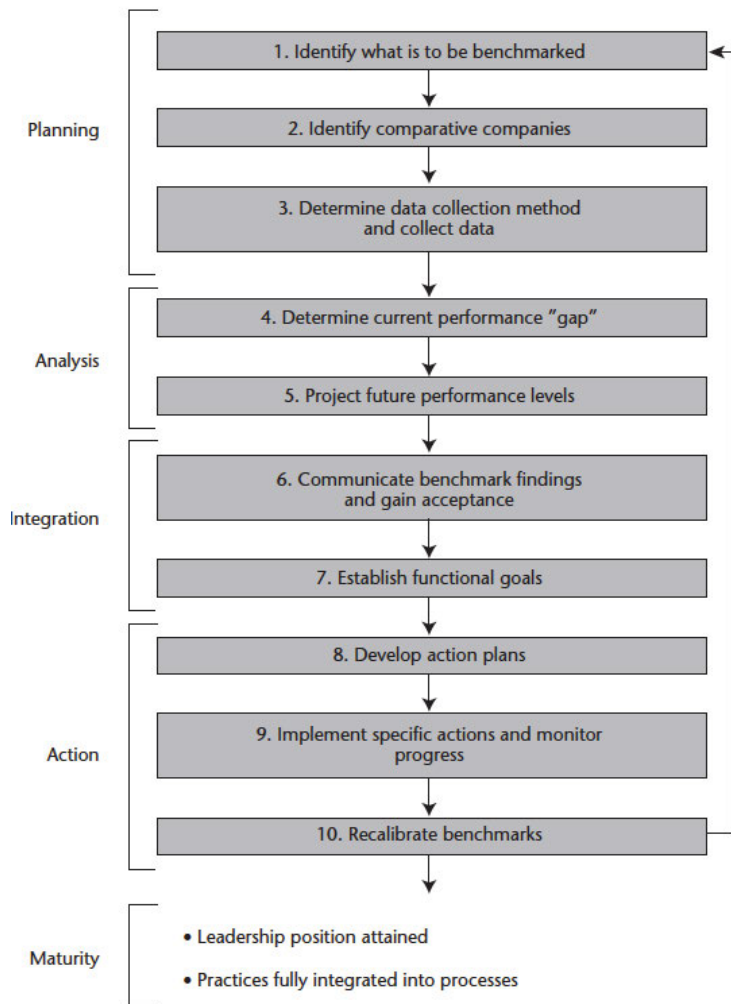 1. Identify what is to be benchmarked
Planning
2. Identify comparative companies
3. Determine data collection method
and collect data
4. Determine current performance "gap"
Analysis
5. Project future performance levels
6. Communicate benchmark findings
and gain acceptance
Integration
7. Establish functional goals
8. Develop action plans
9. Implement specific actions and monitor
progress
Action
10. Recalibrate benchmarks
• Leadership position attained
Maturity
• Practices fully integrated into processes